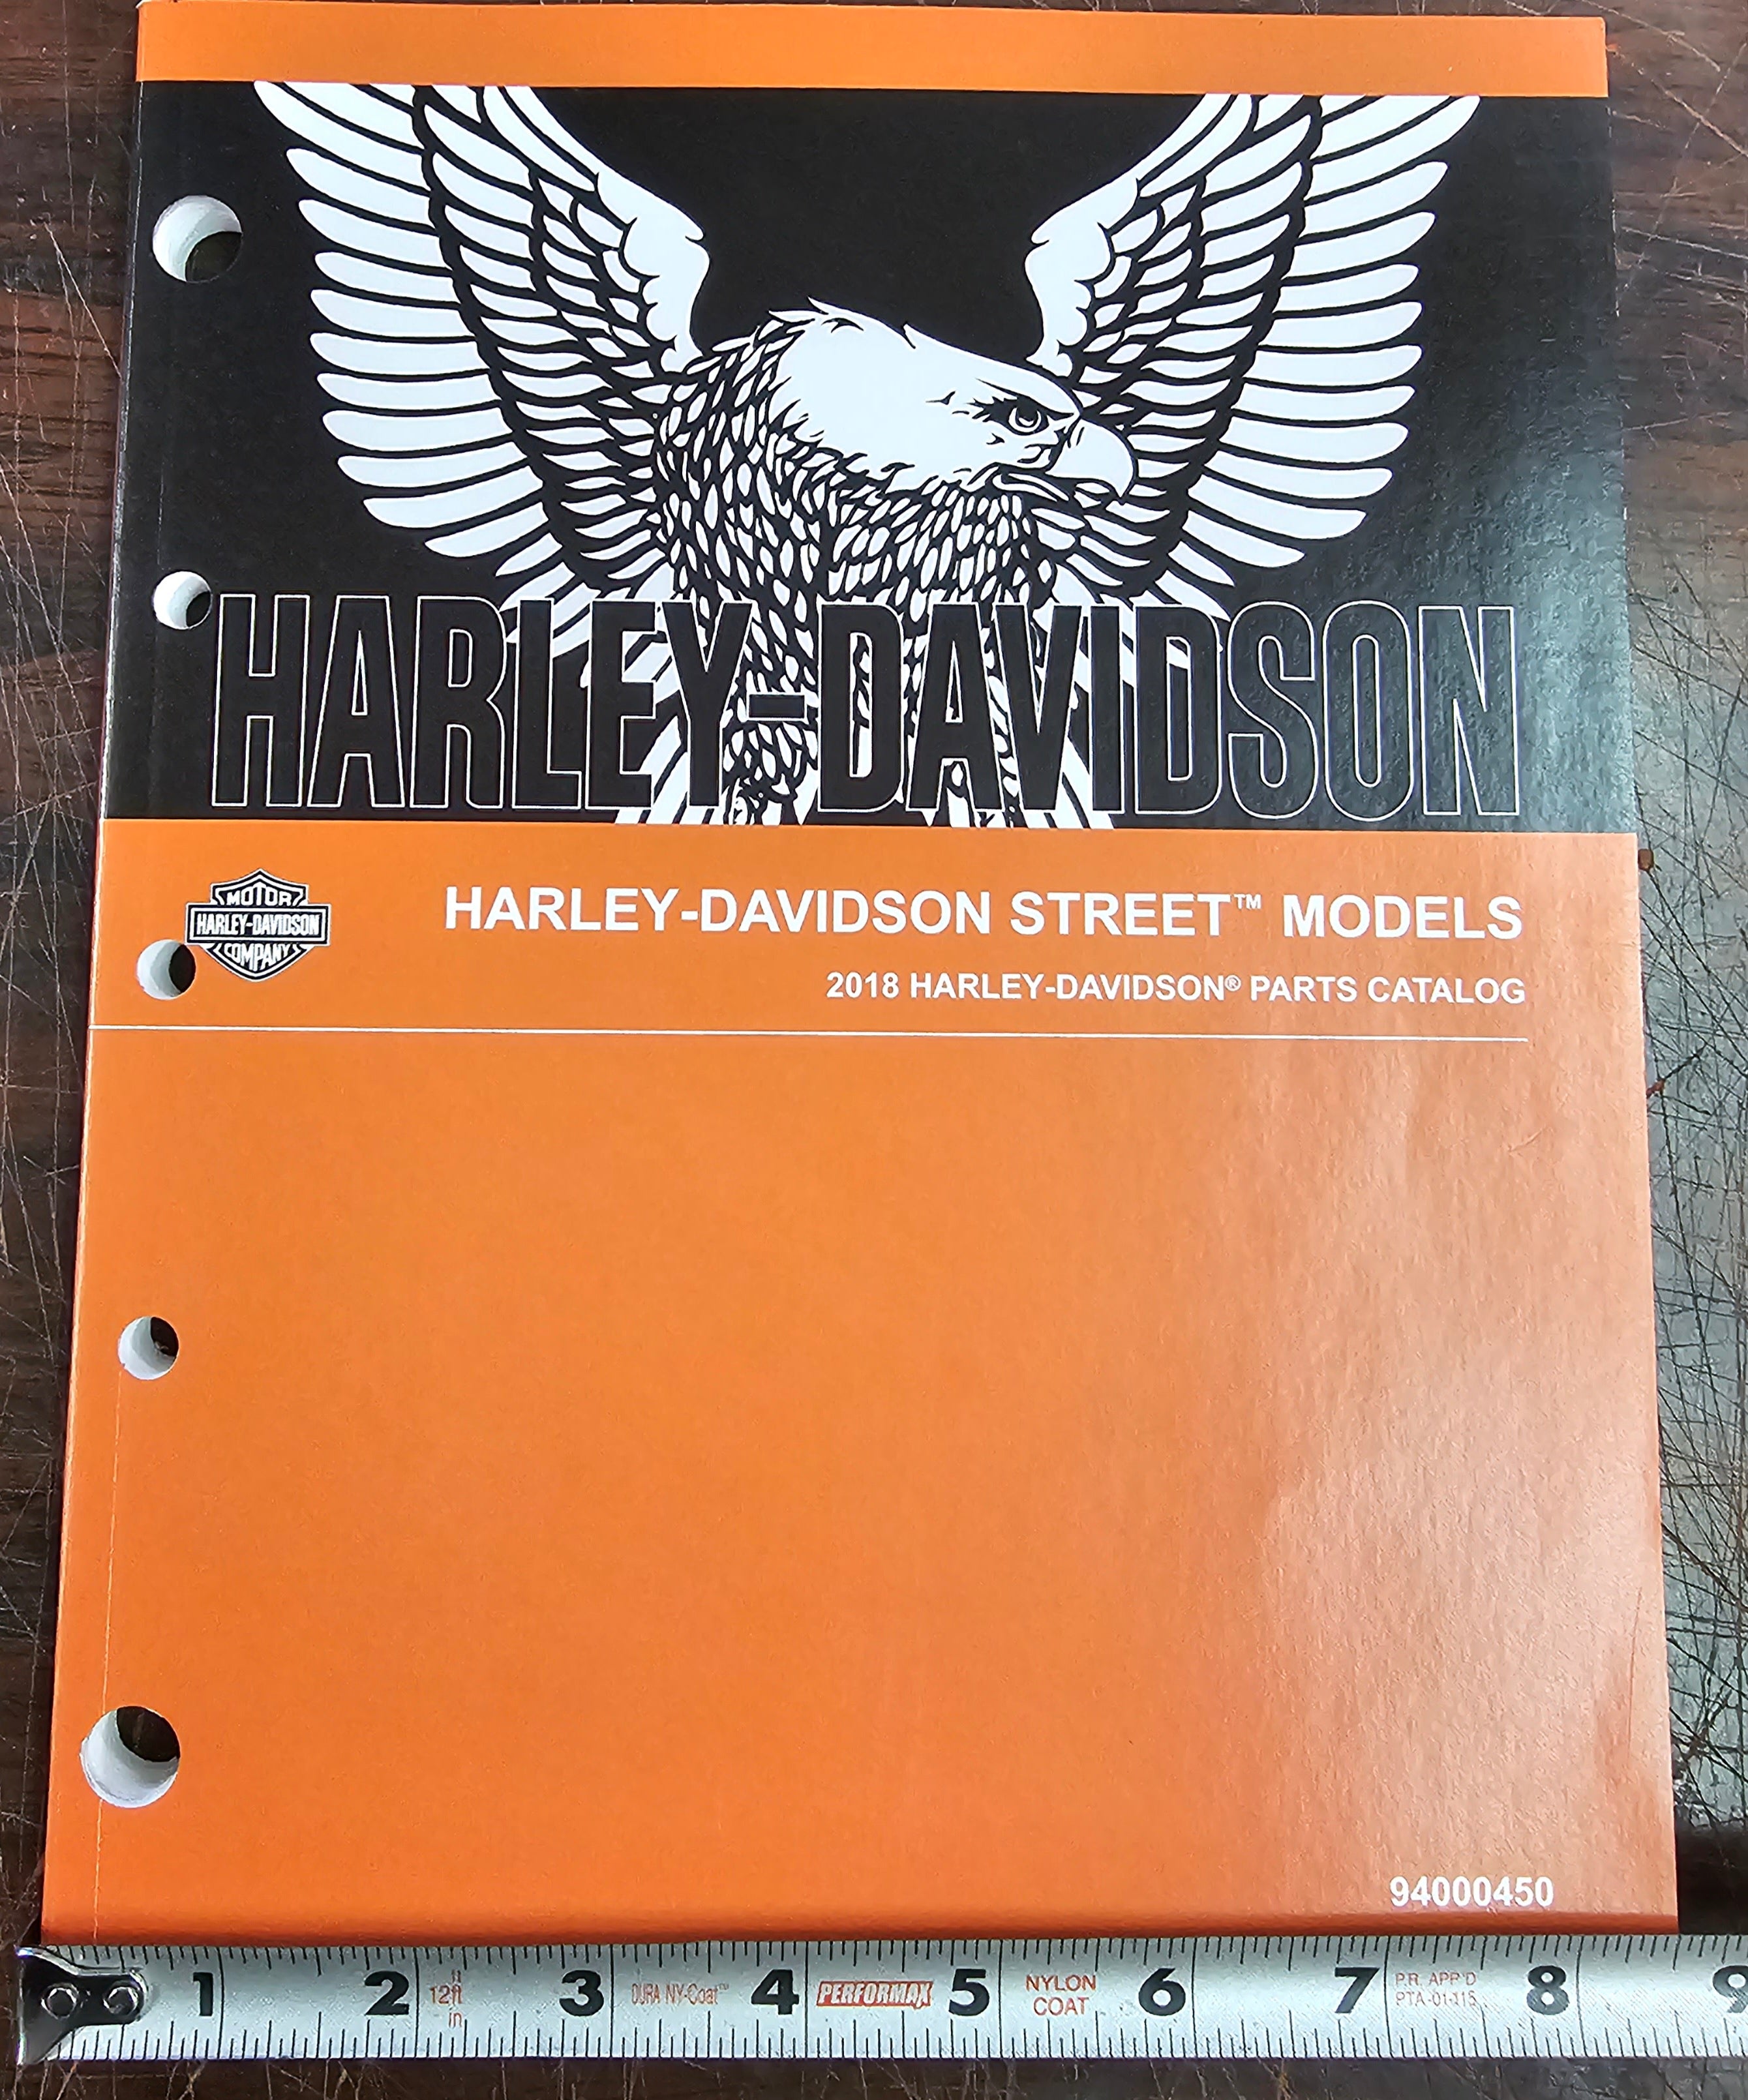 HARLEY-DAVIDSON
MOTOR
HARLEY-DAVIDSON
COMPANY
HARLEY-DAVIDSON STREET™ MODELS
2018 HARLEY-DAVIDSON® PARTS CATALOG
94000450
1 2 12ft 3 DURA NY-Coat™ 4 PERFORMAX 5 NYLON 6 7 P.R. APP'D 8 9
in COAT PTA-01-115